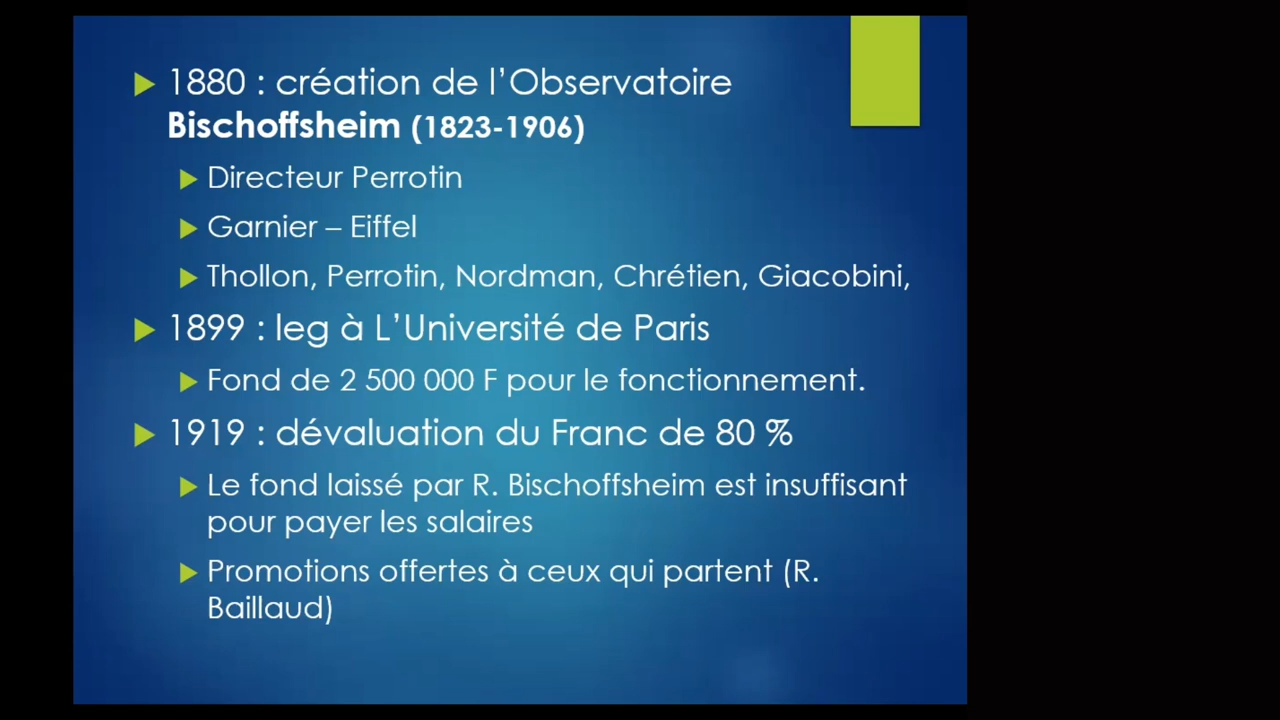 1880 : création de l’Observatoire
Bischoffsheim (1823-1906)
Directeur Perrotin
Garnier – Eiffel
Thollon, Perrotin, Nordman, Chrétien, Giacobini,
1899 : leg à L’Université de Paris
Fond de 2 500 000 F pour le fonctionnement.
1919 : dévaluation du Franc de 80 %
Le fond laissé par R. Bischoffsheim est insuffisant
pour payer les salaires
Promotions offertes à ceux qui partent (R.
Baillaud)